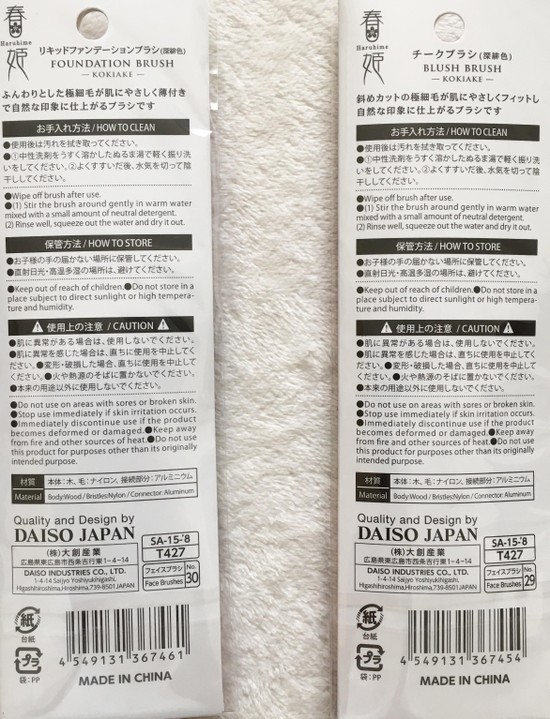 春姫
Haruhime
リキッドファンデーションブラシ(深緋色)
FOUNDATION BRUSH
— KOKIAKE —
ふんわりとした極細毛が肌にやさしく薄付き
で自然な印象に仕上がるブラシです
お手入れ方法 / HOW TO CLEAN
●使用後は汚れを拭き取ってください。
●①中性洗剤をうすく溶かしたぬるま湯で軽く振り洗
いをしてください。②よくすすいだ後、水気を切って陰
干ししてください。
●Wipe off brush after use.
●(1) Stir the brush around gently in warm water
mixed with a small amount of neutral detergent.
(2) Rinse well, squeeze out the water and dry it out.
保管方法 / HOW TO STORE
●お子様の手の届かない場所に保管してください。
●直射日光・高温多湿の場所は、避けてください。
●Keep out of reach of children.●Do not store in a
place subject to direct sunlight or high tempera-
ture and humidity.
使用上の注意 / CAUTION
●肌に異常がある場合は、使用しないでください。
●肌に異常を感じた場合は、直ちに使用を中止してく
ださい。●変形・破損した場合、直ちに使用を中止して
ください。●火や熱源のそばに置かないでください。
●本来の用途以外に使用しないでください。
●Do not use on areas with sores or broken skin.
●Stop use immediately if skin irritation occurs.
●Immediately discontinue use if the product
becomes deformed or damaged.●Keep away
from fire and other sources of heat.●Do not use
this product for purposes other than its originally
intended purpose.
材質 本体:木、毛:ナイロン、接続部分:アルミニウム
Material Body:Wood / Bristles:Nylon / Connector:Aluminum
Quality and Design by
DAISO JAPAN
(株)大創産業
広島県東広島市西条吉行東1-4-14
DAISO INDUSTRIES CO., LTD.
1-4-14 Saijyo Yoshiyukihigashi,
Higashihiroshima,Hiroshima,739-8501,JAPAN
SA-15-'8
T427
フェイスブラシ
Face Brushes
No.
30
紙
台紙
プラ
袋:PP
4 549131 367461
MADE IN CHINA
春姫
Haruhime
チークブラシ(深緋色)
BLUSH BRUSH
— KOKIAKE —
斜めカットの極細毛が肌にやさしくフィットし
自然な印象に仕上がるブラシです
お手入れ方法 / HOW TO CLEAN
●使用後は汚れを拭き取ってください。
●①中性洗剤をうすく溶かしたぬるま湯で軽く振り洗
いをしてください。②よくすすいだ後、水気を切って陰
干ししてください。
●Wipe off brush after use.
●(1) Stir the brush around gently in warm water
mixed with a small amount of neutral detergent.
(2) Rinse well, squeeze out the water and dry it out.
保管方法 / HOW TO STORE
●お子様の手の届かない場所に保管してください。
●直射日光・高温多湿の場所は、避けてください。
●Keep out of reach of children.●Do not store in a
place subject to direct sunlight or high tempera-
ture and humidity.
使用上の注意 / CAUTION
●肌に異常がある場合は、使用しないでください。
●肌に異常を感じた場合は、直ちに使用を中止してく
ださい。●変形・破損した場合、直ちに使用を中止して
ください。●火や熱源のそばに置かないでください。
●本来の用途以外に使用しないでください。
●Do not use on areas with sores or broken skin.
●Stop use immediately if skin irritation occurs.
●Immediately discontinue use if the product
becomes deformed or damaged.●Keep away
from fire and other sources of heat.●Do not use
this product for purposes other than its originally
intended purpose.
材質 本体:木、毛:ナイロン、接続部分:アルミニウム
Material Body:Wood / Bristles:Nylon / Connector:Aluminum
Quality and Design by
DAISO JAPAN
(株)大創産業
広島県東広島市西条吉行東1-4-14
DAISO INDUSTRIES CO., LTD.
1-4-14 Saijyo Yoshiyukihigashi,
Higashihiroshima,Hiroshima,739-8501,JAPAN
SA-15-'8
T427
フェイスブラシ
Face Brushes
No.
29
紙
台紙
プラ
袋:PP
4 549131 367454
MADE IN CHINA